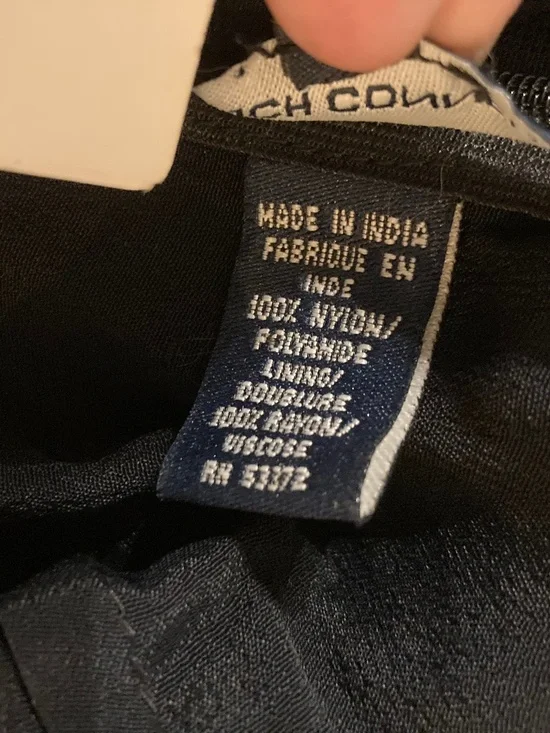 MADE IN INDIA
FABRIQUE EN
INDE
100% NYLON/
POLYAMIDE
LINING/
DOUBLURE
100% RAYON/
VISCOSE
RN 53372